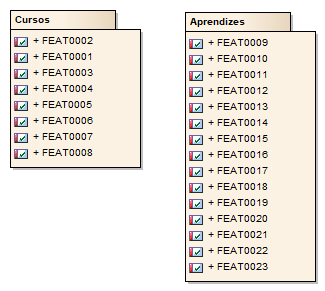 Cursos
+ FEAT0002
+ FEAT0001
+ FEAT0003
+ FEAT0004
+ FEAT0005
+ FEAT0006
+ FEAT0007
+ FEAT0008
Aprendizes
+ FEAT0009
+ FEAT0010
+ FEAT0011
+ FEAT0012
+ FEAT0013
+ FEAT0014
+ FEAT0015
+ FEAT0016
+ FEAT0017
+ FEAT0018
+ FEAT0019
+ FEAT0020
+ FEAT0021
+ FEAT0022
+ FEAT0023